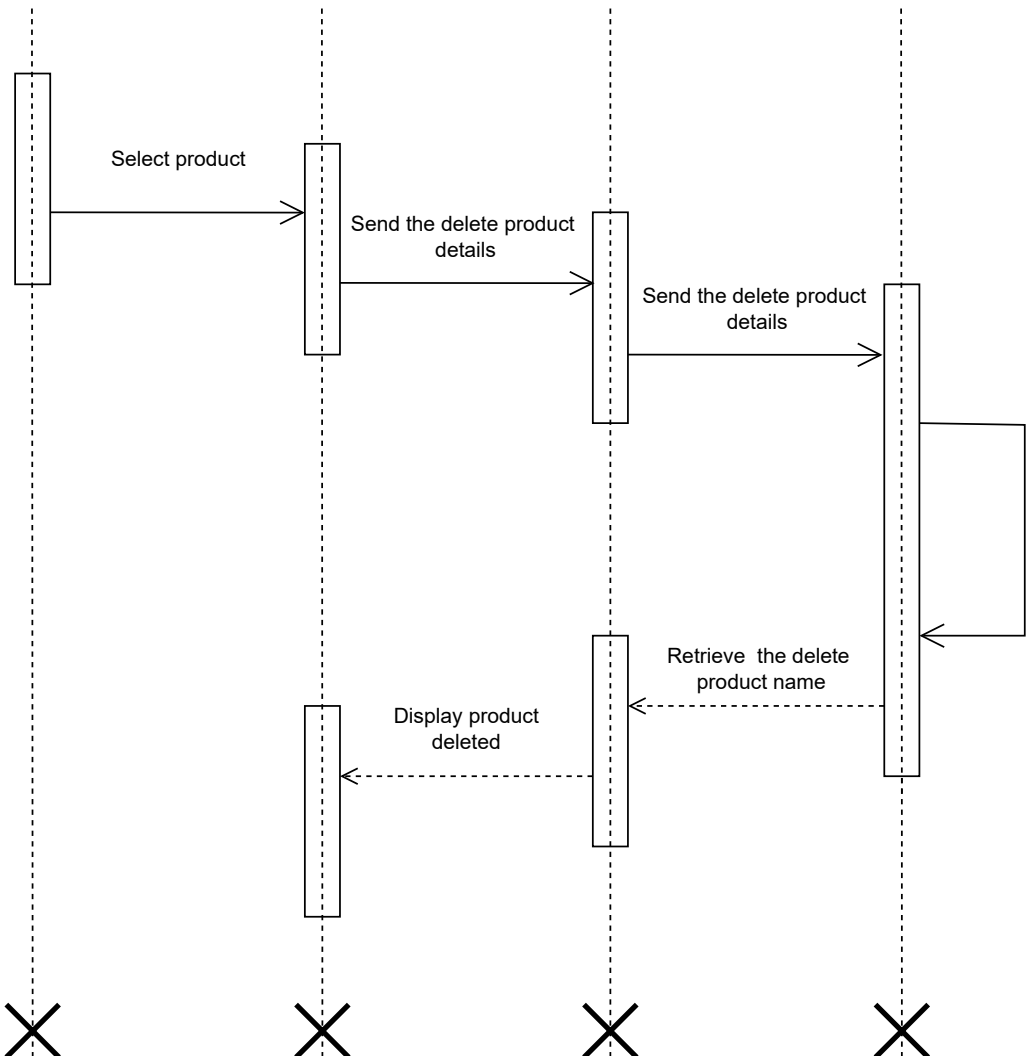 Select product
Send the delete product
details
Send the delete product
details
Retrieve  the delete
product name
Display product
deleted